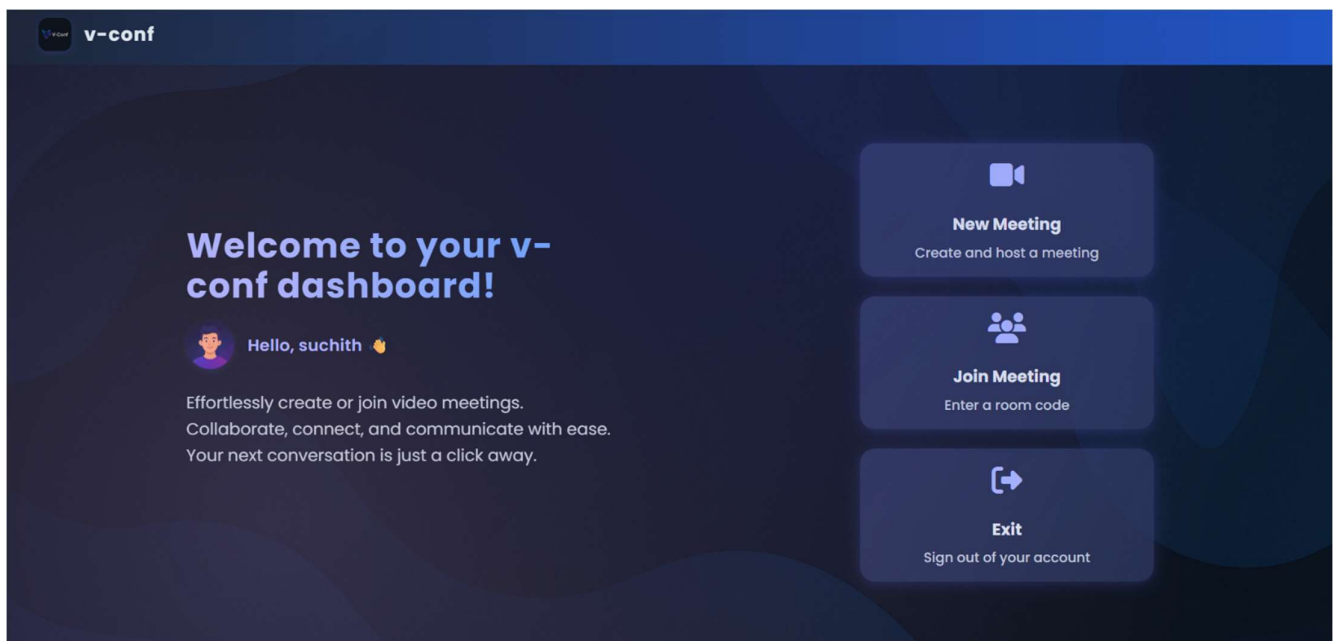 V-Conf
v-conf
Welcome to your v-
conf dashboard!
Hello, suchith 👋
Effortlessly create or join video meetings.
Collaborate, connect, and communicate with ease.
Your next conversation is just a click away.
New Meeting
Create and host a meeting
Join Meeting
Enter a room code
Exit
Sign out of your account